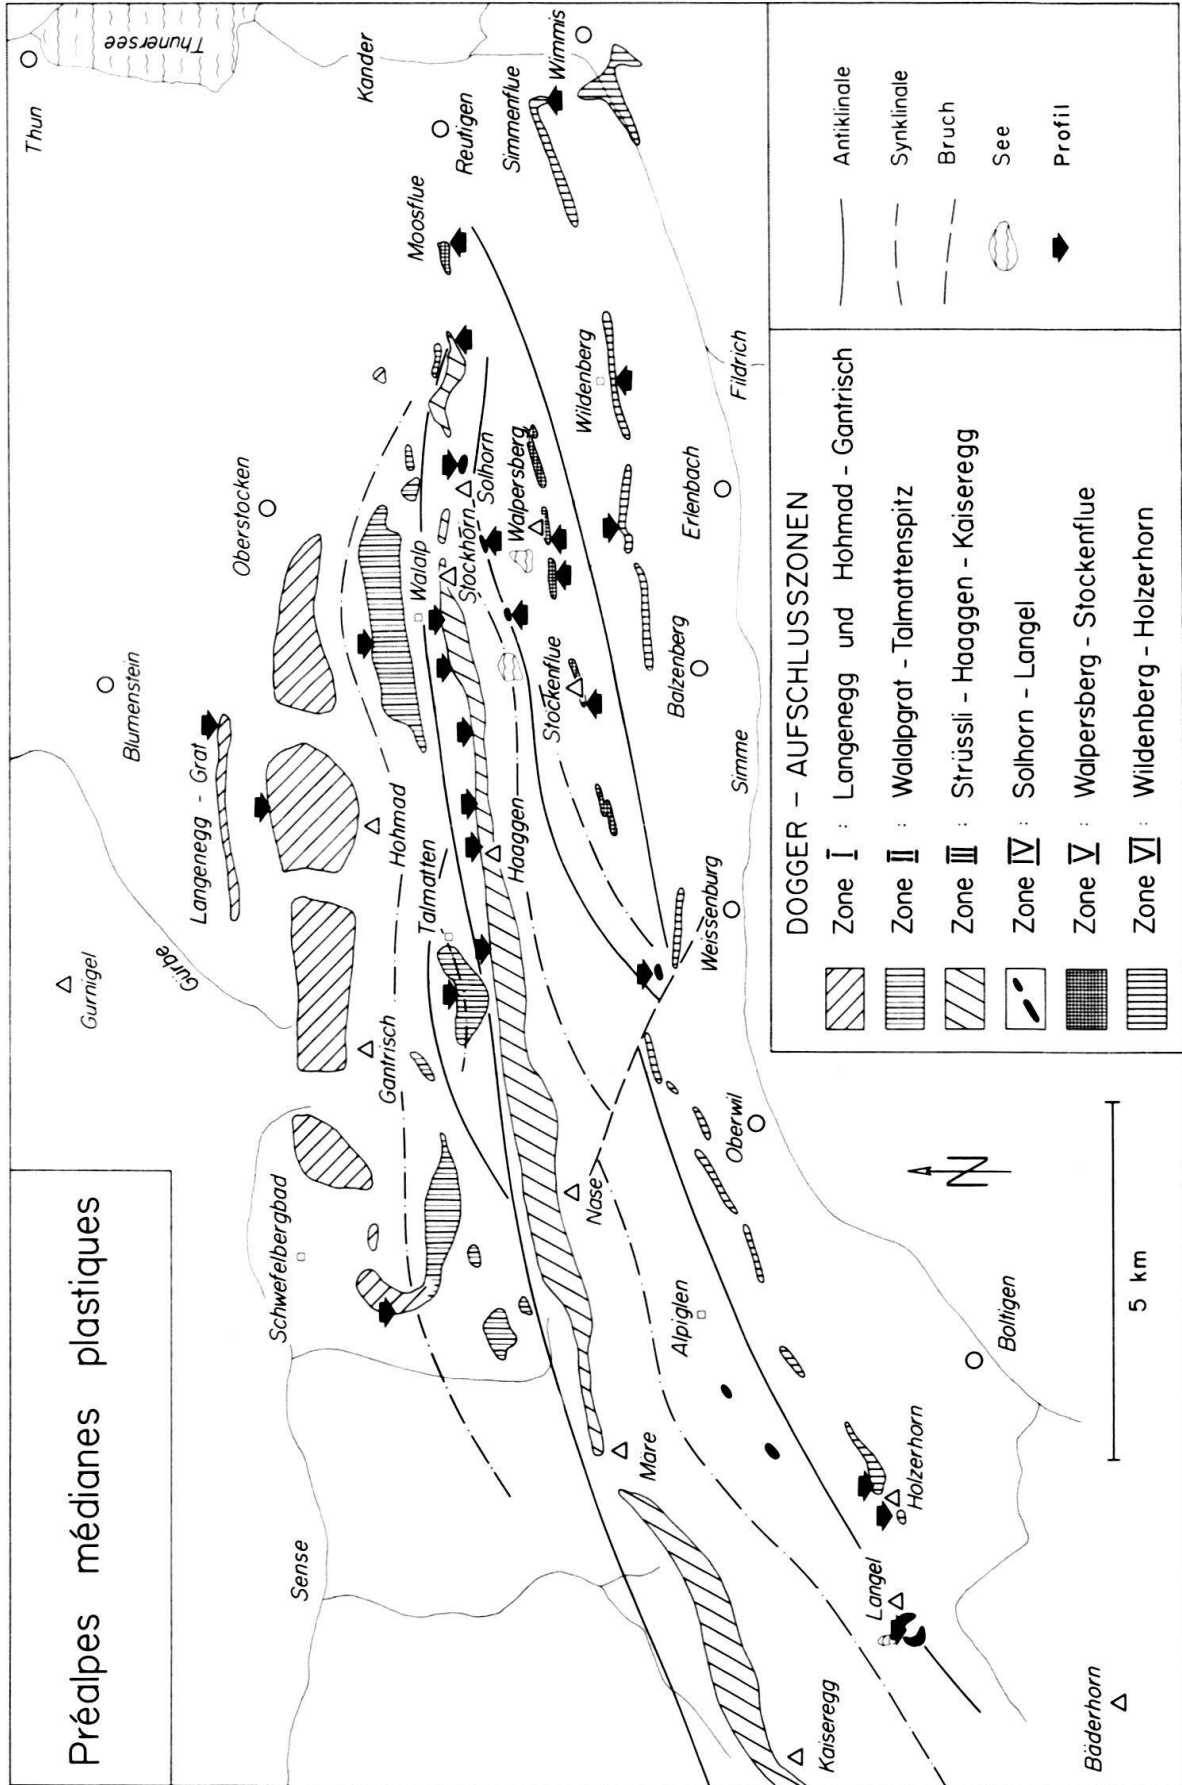 Préalpes médianes plastiques
Thun
Thunersee
Kander
Wimmis
Simmenflue
Reutigen
Moosflue
Blumenstein
Oberstocken
Gurnigel
Gürbe
Langenegg - Grat
Hohmad
Walalp
Stockhorn
Solhorn
Walpersberg
Wildenberg
Fildrich
Erlenbach
Balzenberg
Stockenflue
Simme
Haaggen
Talmatten
Gantrisch
Weissenburg
Schwefelbergbad
Nase
Oberwil
Alpiglen
Boltigen
Sense
Märe
Holzerhorn
Langel
Kaiseregg
Bäderhorn
N
5 km
DOGGER - AUFSCHLUSSZONEN
Zone I : Langenegg und Hohmad - Gantrisch
Zone II : Walalpgrat - Talmattenspitz
Zone III : Strüssli - Haaggen - Kaiseregg
Zone IV : Solhorn - Langel
Zone V : Walpersberg - Stockenflue
Zone VI : Wildenberg - Holzerhorn
Antiklinale
Synklinale
Bruch
See
Profil